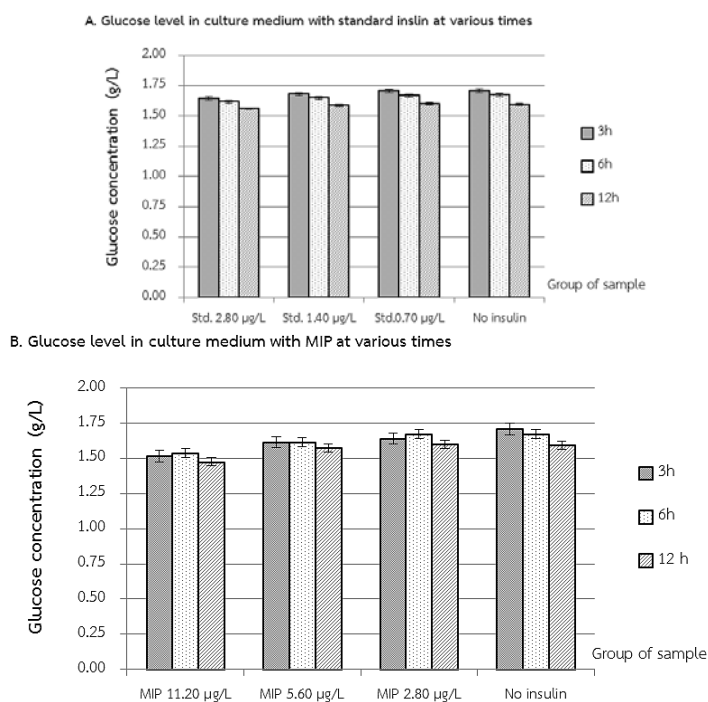 A. Glucose level in culture medium with standard inslin at various times
Glucose concentration (g/L)
2.00
1.75
1.50
1.25
1.00
0.75
0.50
0.25
0.00
3h
6h
12h
Group of sample
Std. 2.80 µg/L Std. 1.40 µg/L Std.0.70 µg/L No insulin
B. Glucose level in culture medium with MIP at various times
Glucose concentration (g/L)
2.00
1.75
1.50
1.25
1.00
0.75
0.50
0.25
0.00
3h
6h
12 h
Group of sample
MIP 11.20 µg/L MIP 5.60 µg/L MIP 2.80 µg/L No insulin